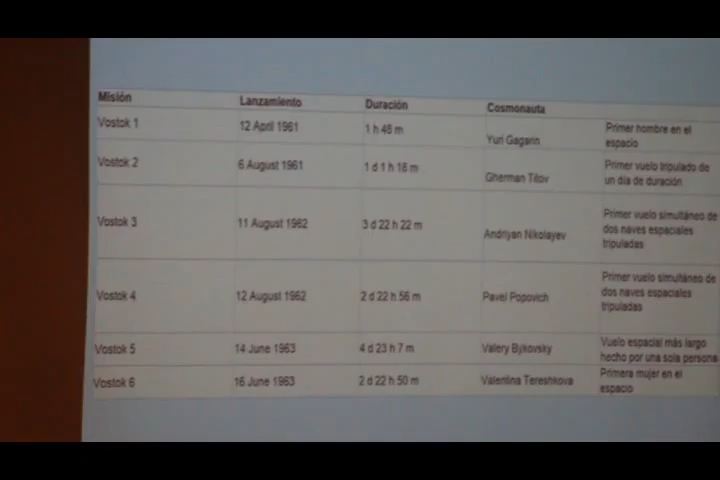 Misión Lanzamiento Duración Cosmonauta
Vostok 1 12 April 1961 1 h 48 m Yuri Gagarin Primer hombre en el
espacio
Vostok 2 6 August 1961 1 d 1 h 18 m Gherman Titov Primer vuelo tripulado de
un día de duración
Vostok 3 11 August 1962 3 d 22 h 22 m Andriyan Nikolayev Primer vuelo simultáneo de
dos naves espaciales
tripuladas
Vostok 4 12 August 1962 2 d 22 h 56 m Pavel Popovich Primer vuelo simultáneo de
dos naves espaciales
tripuladas
Vostok 5 14 June 1963 4 d 23 h 7 m Valery Bykovsky Vuelo espacial más largo
hecho por una sola persona
Vostok 6 16 June 1963 2 d 22 h 50 m Valentina Tereshkova Primera mujer en el
espacio